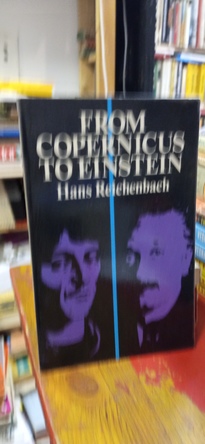 FROM
COPERNICUS
TO EINSTEIN
Hans Reichenbach